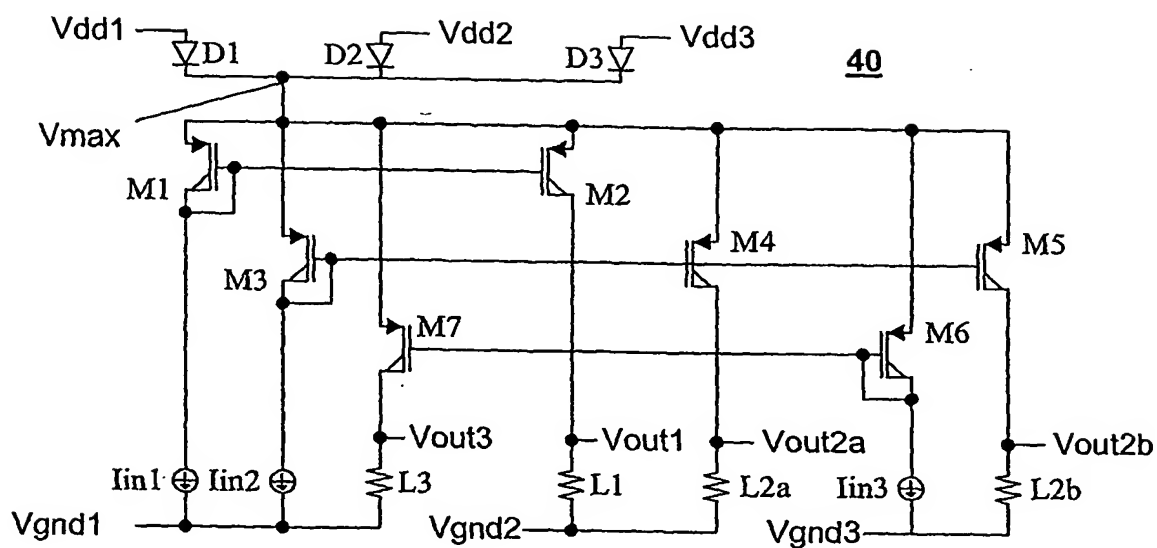 Vdd1
D1
D2
Vdd2
D3
Vdd3
40
Vmax
M1
M2
M3
M4
M5
M7
M6
Vout3
Vout1
Vout2a
Vout2b
Iin1
Iin2
L3
L1
L2a
Iin3
L2b
Vgnd1
Vgnd2
Vgnd3